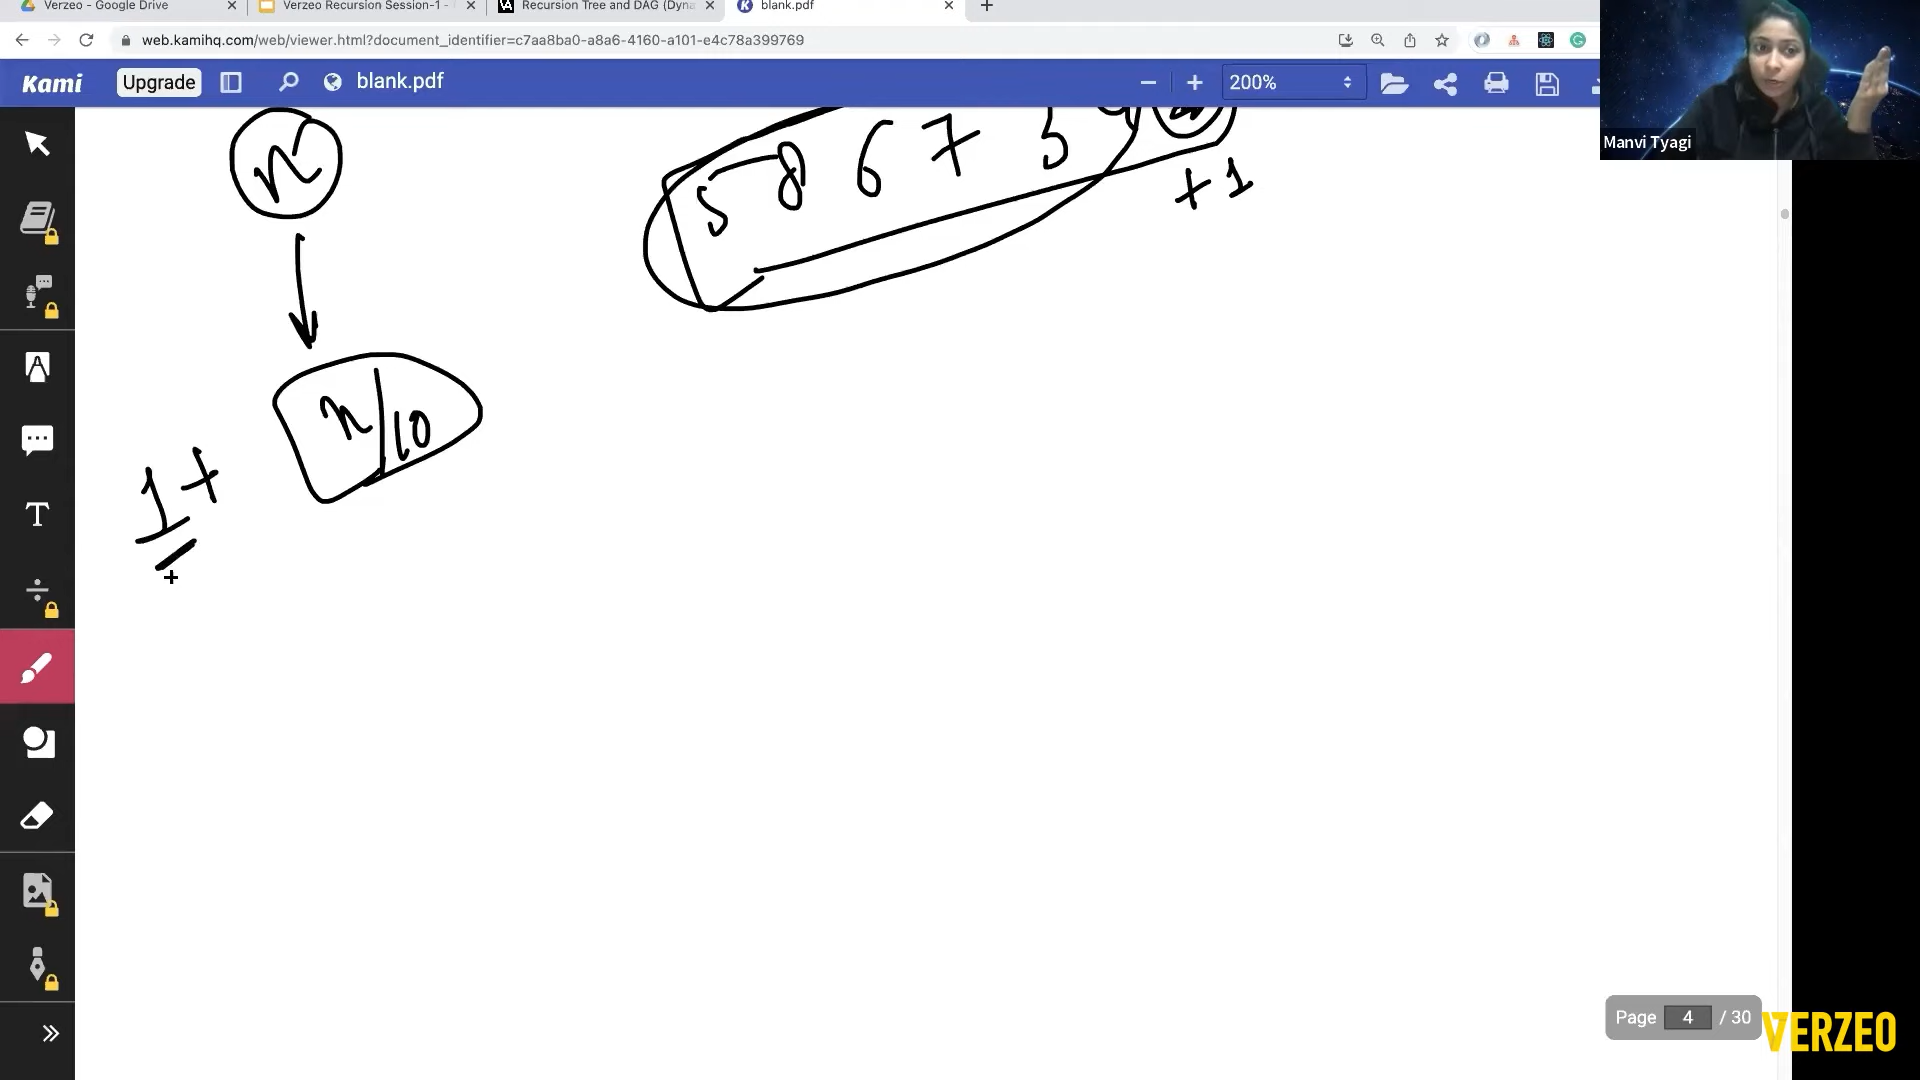 Verzeo - Google Drive
Verzeo Recursion Session-1 -
Recursion Tree and DAG (Dyna
blank.pdf
web.kamihq.com/web/viewer.html?document_identifier=c7aa8ba0-a8a6-4160-a101-e4c78a399769
Kami
Upgrade
blank.pdf
200%
Manvi Tyagi
n
5 8 6 7 3
+1
n/10
1+
Page 4 / 30
VERZEO